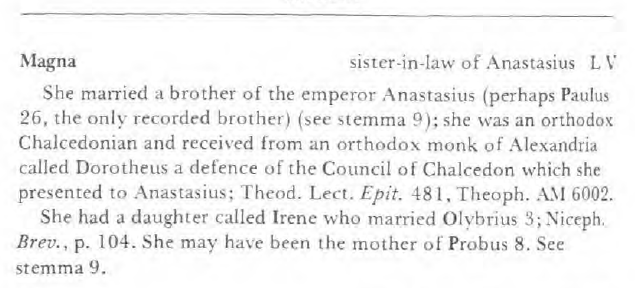 Magna sister-in-law of Anastasius L V
She married a brother of the emperor Anastasius (perhaps Paulus
26, the only recorded brother) (see stemma 9); she was an orthodox
Chalcedonian and received from an orthodox monk of Alexandria
called Dorotheus a defence of the Council of Chalcedon which she
presented to Anastasius; Theod. Lect. Epit. 481, Theoph. AM 6002.
She had a daughter called Irene who married Olybrius 3; Niceph.
Brev., p. 104. She may have been the mother of Probus 8. See
stemma 9.